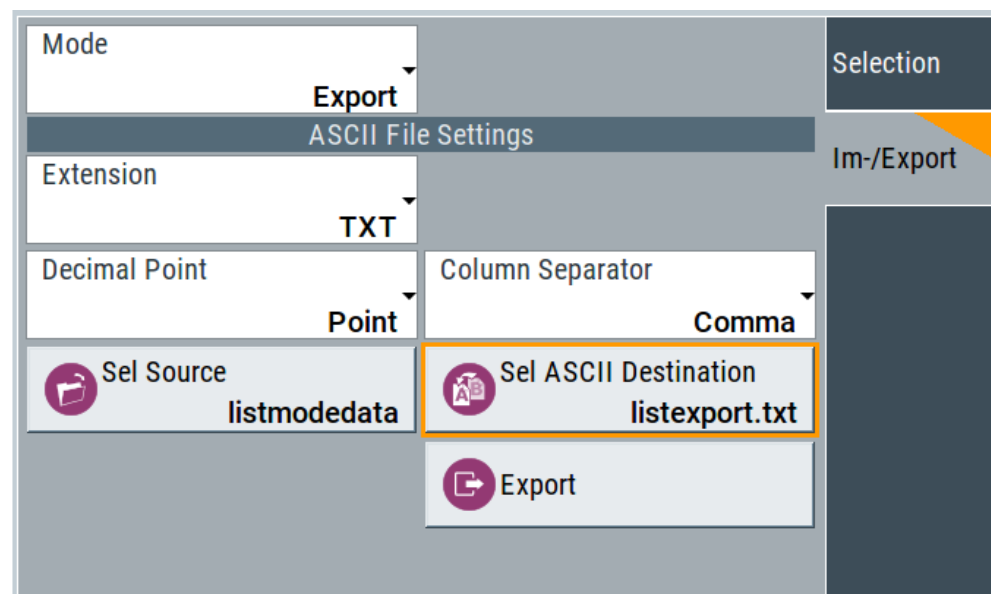 Mode
Export
Selection
ASCII File Settings
Im-/Export
Extension
TXT
Decimal Point
Point
Column Separator
Comma
Sel Source
listmodedata
Sel ASCII Destination
listexport.txt
Export